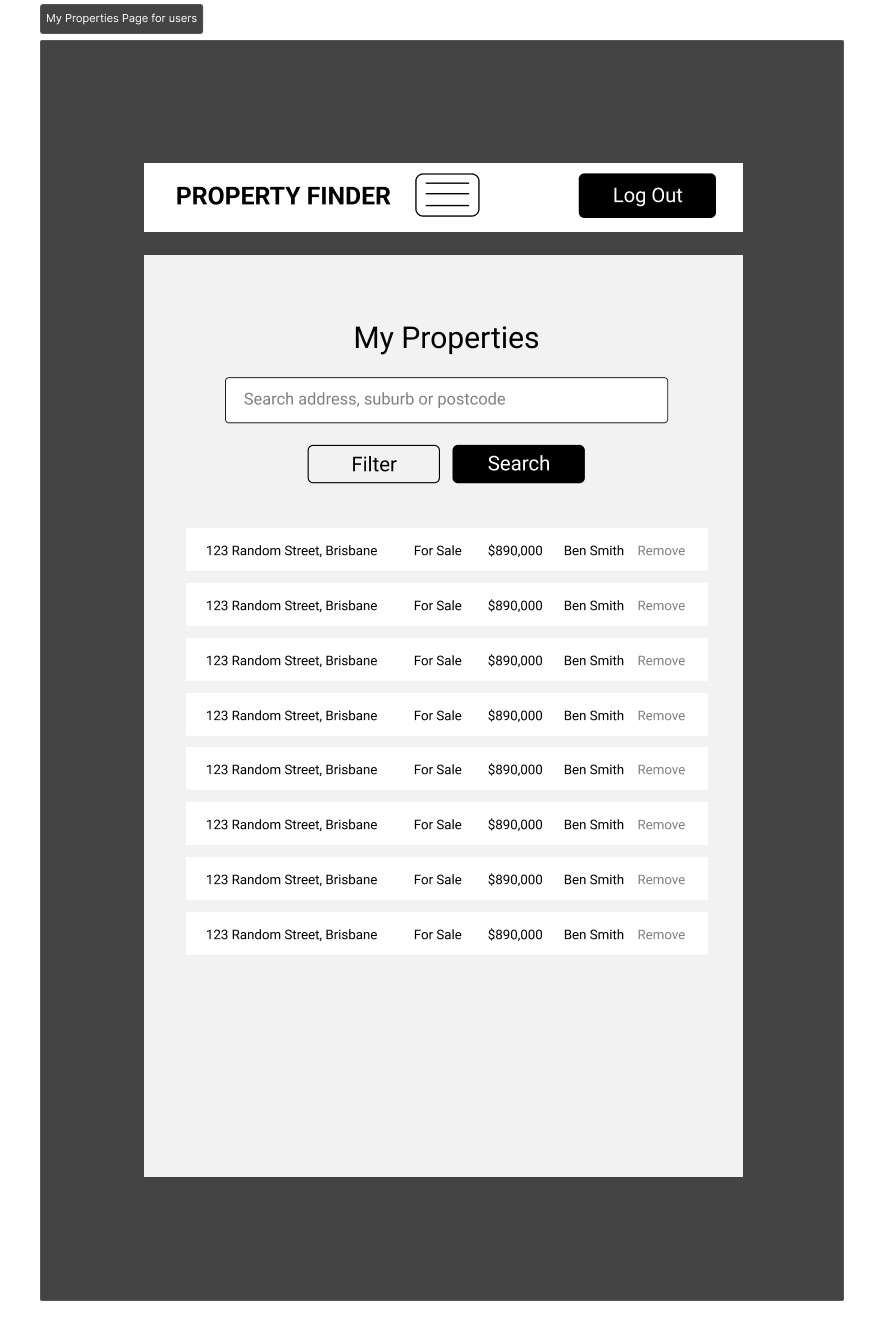 My Properties Page for users
PROPERTY FINDER
Log Out
My Properties
Search address, suburb or postcode
Filter Search
123 Random Street, Brisbane For Sale $890,000 Ben Smith Remove
123 Random Street, Brisbane For Sale $890,000 Ben Smith Remove
123 Random Street, Brisbane For Sale $890,000 Ben Smith Remove
123 Random Street, Brisbane For Sale $890,000 Ben Smith Remove
123 Random Street, Brisbane For Sale $890,000 Ben Smith Remove
123 Random Street, Brisbane For Sale $890,000 Ben Smith Remove
123 Random Street, Brisbane For Sale $890,000 Ben Smith Remove
123 Random Street, Brisbane For Sale $890,000 Ben Smith Remove